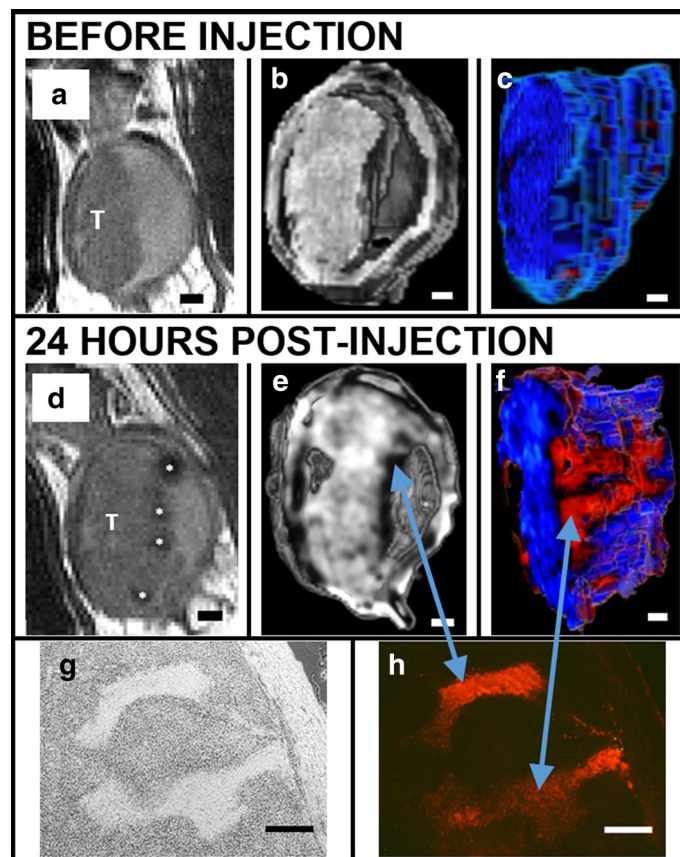 BEFORE INJECTION
a
b
c
T
24 HOURS POST-INJECTION
d
e
f
T
*
*
*
*
g
h